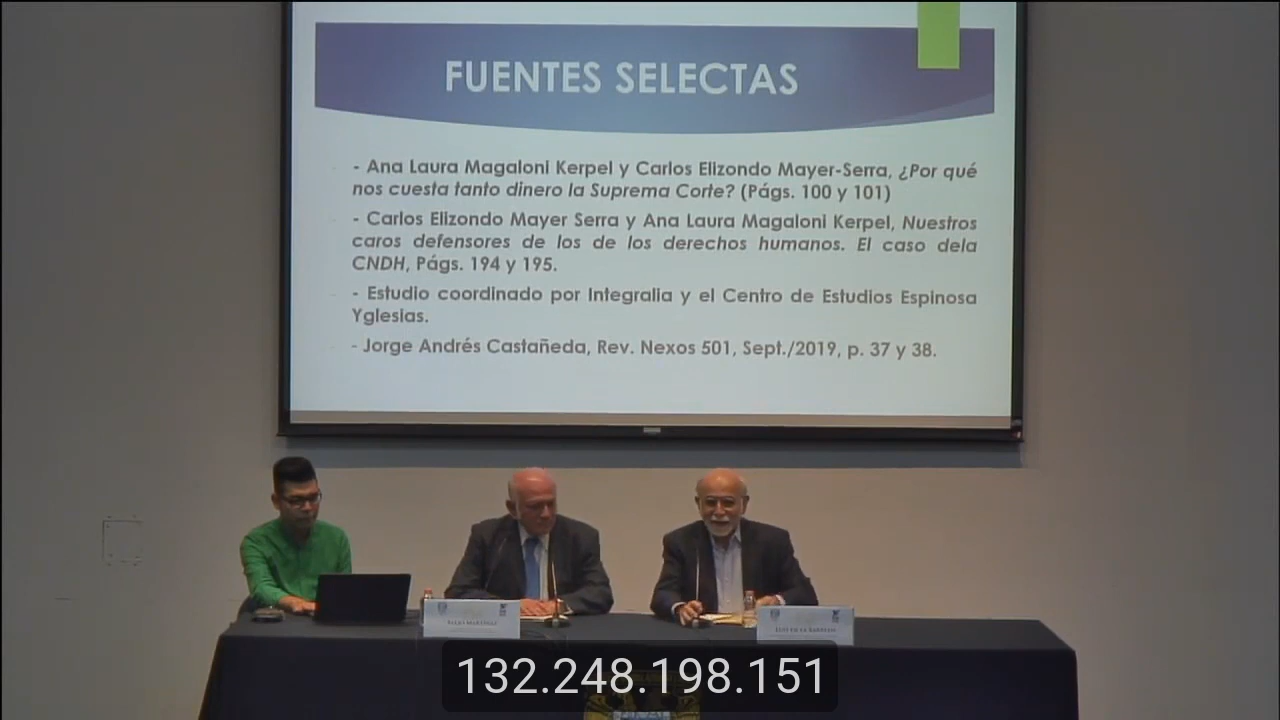 FUENTES SELECTAS
- Ana Laura Magaloni Kerpel y Carlos Elizondo Mayer-Serra, ¿Por qué
nos cuesta tanto dinero la Suprema Corte? (Págs. 100 y 101)
- Carlos Elizondo Mayer Serra y Ana Laura Magaloni Kerpel, Nuestros
caros defensores de los de los derechos humanos. El caso dela
CNDH, Págs. 194 y 195.
- Estudio coordinado por Integralia y el Centro de Estudios Espinosa
Yglesias.
- Jorge Andrés Castañeda, Rev. Nexos 501, Sept./2019, p. 37 y 38.
132.248.198.151